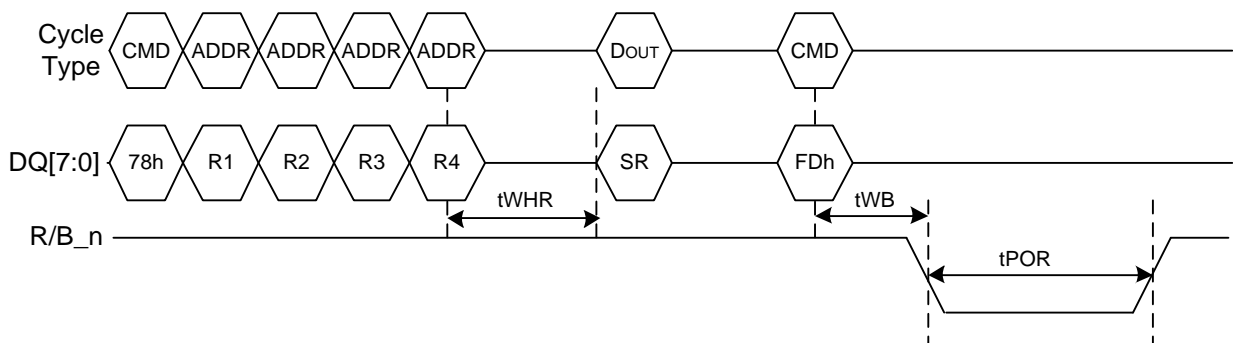 Cycle
Type
CMD ADDR ADDR ADDR ADDR DOUT CMD
DQ[7:0] 78h R1 R2 R3 R4 SR FDh
tWHR tWB
R/B_n
tPOR